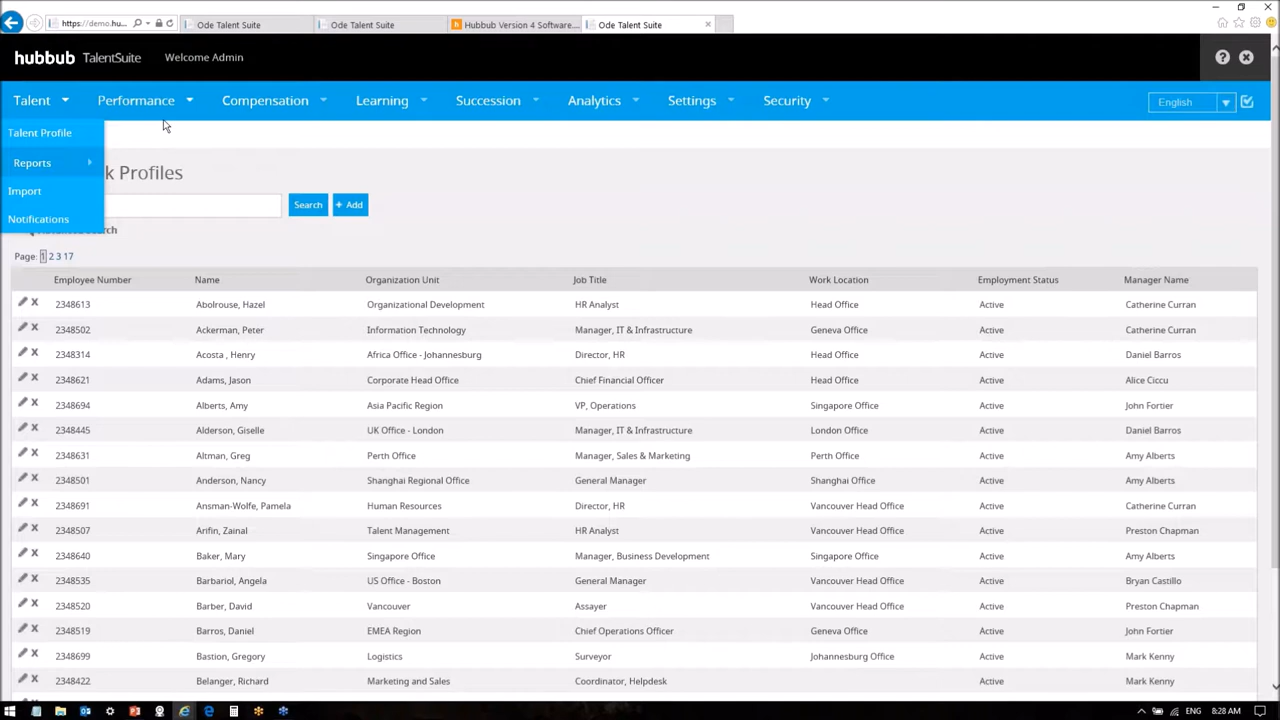 https://demo.hu...
Ode Talent Suite
Ode Talent Suite
Hubbub Version 4 Software...
Ode Talent Suite
hubbub TalentSuite Welcome Admin
Talent Performance Compensation Learning Succession Analytics Settings Security English
Talent Profile
Reports
Import
Notifications
k Profiles
Search + Add
Search
Page: 1 2 3 17
Employee Number Name Organization Unit Job Title Work Location Employment Status Manager Name
2348613 Abolrouse, Hazel Organizational Development HR Analyst Head Office Active Catherine Curran
2348502 Ackerman, Peter Information Technology Manager, IT & Infrastructure Geneva Office Active Catherine Curran
2348314 Acosta , Henry Africa Office - Johannesburg Director, HR Head Office Active Daniel Barros
2348621 Adams, Jason Corporate Head Office Chief Financial Officer Head Office Active Alice Ciccu
2348694 Alberts, Amy Asia Pacific Region VP, Operations Singapore Office Active John Fortier
2348445 Alderson, Giselle UK Office - London Manager, IT & Infrastructure London Office Active Daniel Barros
2348631 Altman, Greg Perth Office Manager, Sales & Marketing Perth Office Active Amy Alberts
2348501 Anderson, Nancy Shanghai Regional Office General Manager Shanghai Office Active Amy Alberts
2348691 Ansman-Wolfe, Pamela Human Resources Director, HR Vancouver Head Office Active Catherine Curran
2348507 Arifin, Zainal Talent Management HR Analyst Vancouver Head Office Active Preston Chapman
2348640 Baker, Mary Singapore Office Manager, Business Development Singapore Office Active Amy Alberts
2348535 Barbariol, Angela US Office - Boston General Manager Vancouver Head Office Active Bryan Castillo
2348520 Barber, David Vancouver Assayer Vancouver Head Office Active Preston Chapman
2348519 Barros, Daniel EMEA Region Chief Operations Officer Geneva Office Active John Fortier
2348699 Bastion, Gregory Logistics Surveyor Johannesburg Office Active Mark Kenny
2348422 Belanger, Richard Marketing and Sales Coordinator, Helpdesk Active Mark Kenny
ENG 8:28 AM